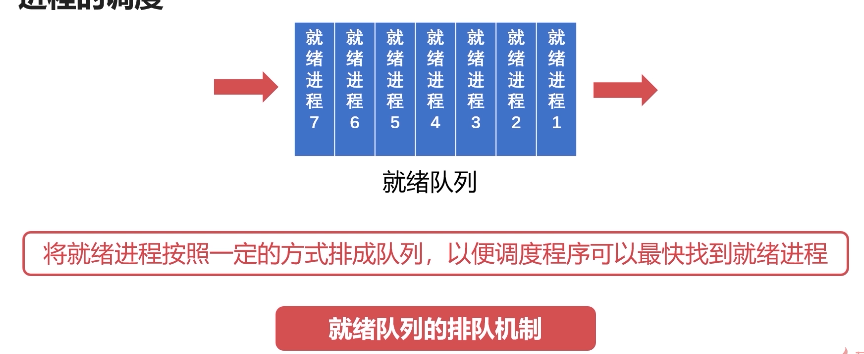 进程的调度
就绪进程7
就绪进程6
就绪进程5
就绪进程4
就绪进程3
就绪进程2
就绪进程1
就绪队列
将就绪进程按照一定的方式排成队列，以便调度程序可以最快找到就绪进程
就绪队列的排队机制